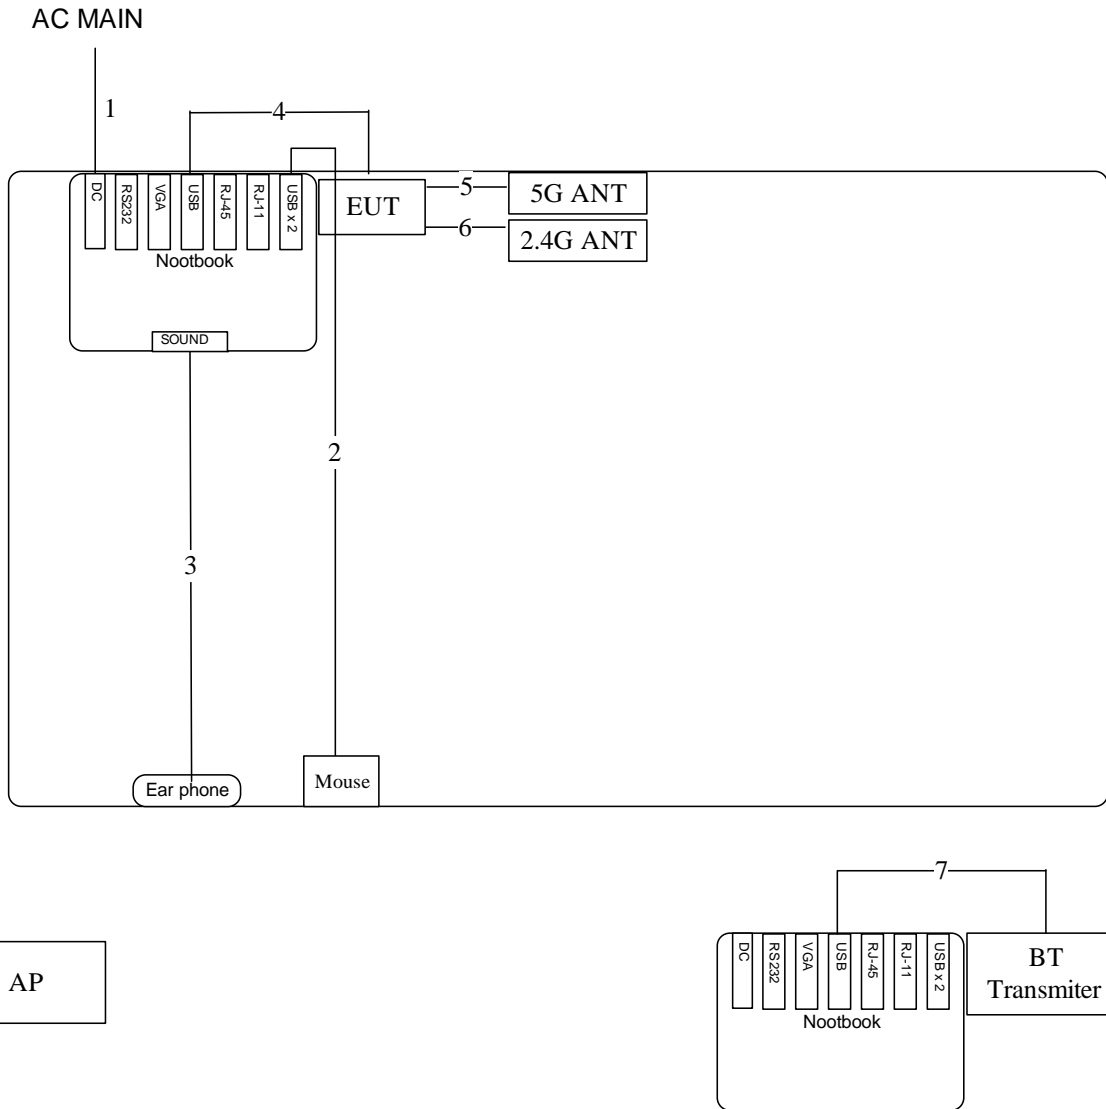 AC MAIN
1
4
DC
RS232
VGA
USB
RJ-45
RJ-11
USB x 2
Nootbook
SOUND
EUT
5
5G ANT
6
2.4G ANT
2
3
Ear phone
Mouse
7
AP
DC
RS232
VGA
USB
RJ-45
RJ-11
USB x 2
Nootbook
BT
Transmiter